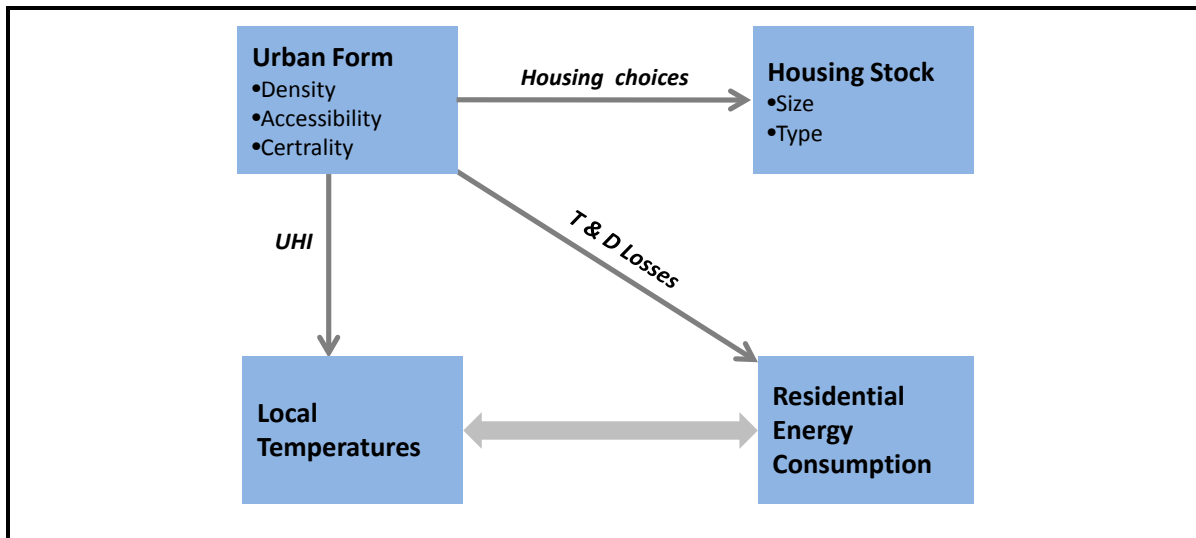 Urban Form
•Density
•Accessibility
•Certrality
Housing choices
Housing Stock
•Size
•Type
UHI
T & D Losses
Local
Temperatures
Residential
Energy
Consumption